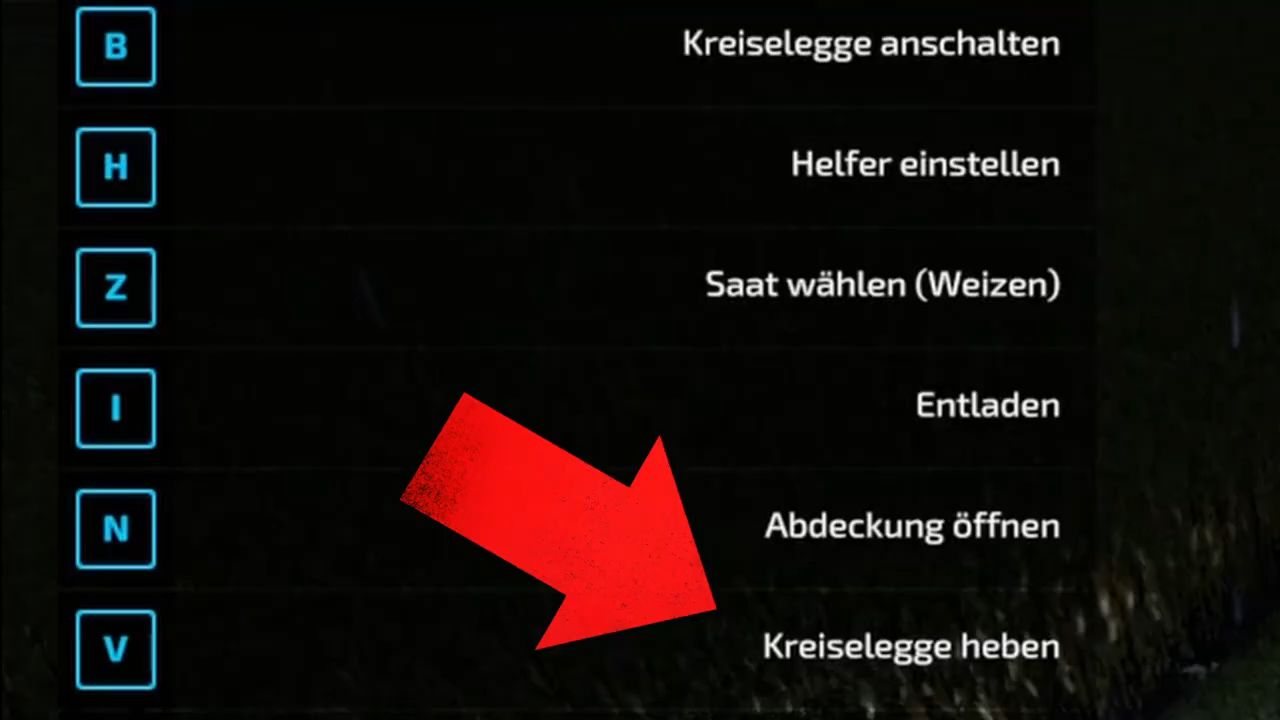 B Kreiselegge anschalten
H Helfer einstellen
Z Saat wählen (Weizen)
I Entladen
N Abdeckung öffnen
V Kreiselegge heben